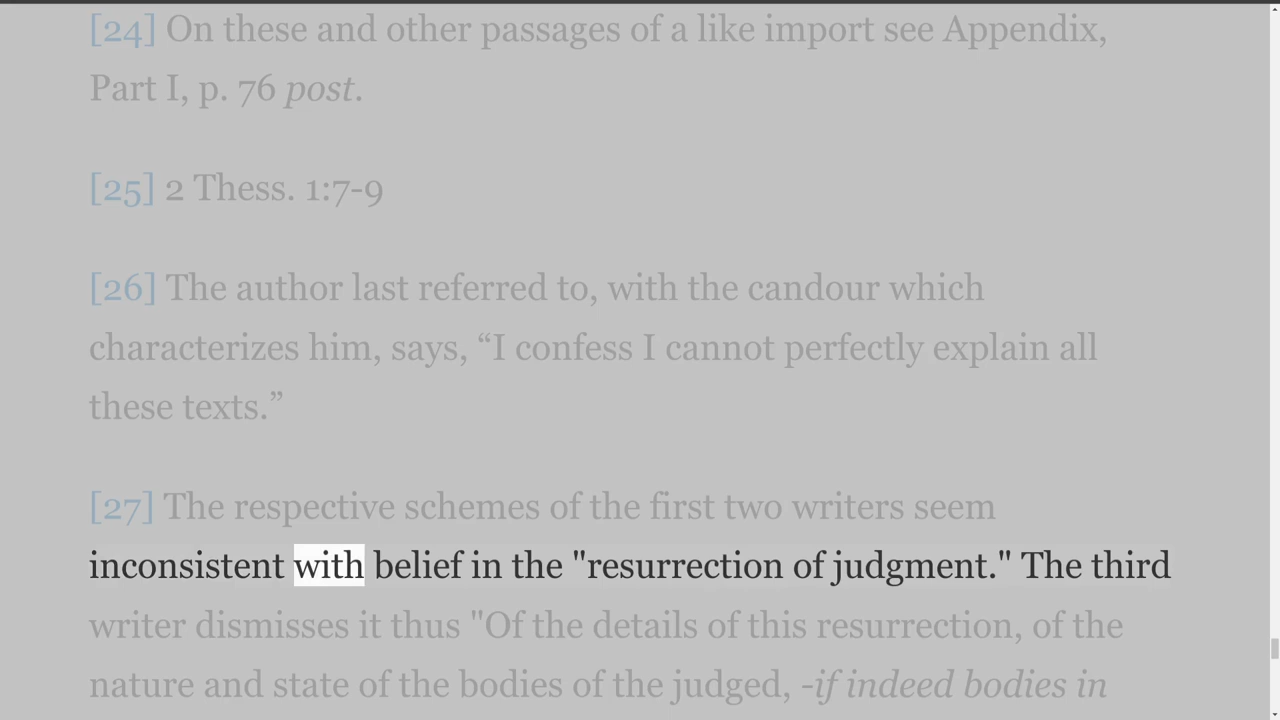 [24] On these and other passages of a like import see Appendix,
Part I, p. 76 post.
[25] 2 Thess. 1:7-9
[26] The author last referred to, with the candour which
characterizes him, says, “I confess I cannot perfectly explain all
these texts.”
[27] The respective schemes of the first two writers seem
inconsistent with belief in the "resurrection of judgment." The third
writer dismisses it thus "Of the details of this resurrection, of the
nature and state of the bodies of the judged, -if indeed bodies in